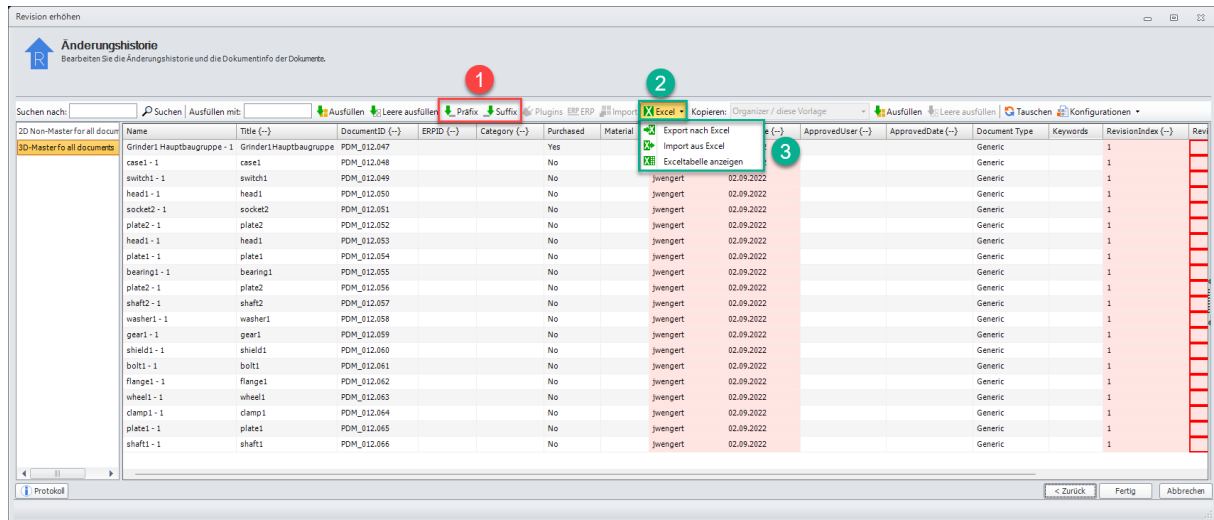 Revision erhöhen
R
Änderungshistorie
Bearbeiten Sie die Änderungshistorie und die Dokumentinfo der Dokumente.
1
2
Suchen nach: Suchen Ausfüllen mit: Ausfüllen Leere ausfüllen Präfix Suffix Plugins ERP ERP Import Excel Kopieren: Organizer / diese Vorlage Ausfüllen Leere ausfüllen Tauschen Konfigurationen
2D Non-Master for all docum Name Title {--} DocumentID {--} ERPID {--} Category {--} Purchased Material ApprovedUser {--} ApprovedDate {--} Document Type Keywords RevisionIndex {--} Revi
Export nach Excel
Import aus Excel
Exceltabelle anzeigen
3
3D-Masterfo all documents Grinder1 Hauptbaugruppe - 1 Grinder1Hauptbaugruppe PDM_012.047 Yes Generic 1
case1 - 1 case1 PDM_012.048 No Generic 1
switch1 - 1 switch1 PDM_012.049 No jwengert 02.09.2022 Generic 1
head1 - 1 head1 PDM_012.050 No jwengert 02.09.2022 Generic 1
socket2 - 1 socket2 PDM_012.051 No jwengert 02.09.2022 Generic 1
plate2 - 1 plate2 PDM_012.052 No jwengert 02.09.2022 Generic 1
head1 - 1 head1 PDM_012.053 No jwengert 02.09.2022 Generic 1
plate1 - 1 plate1 PDM_012.054 No jwengert 02.09.2022 Generic 1
bearing1 - 1 bearing1 PDM_012.055 No jwengert 02.09.2022 Generic 1
plate2 - 1 plate2 PDM_012.056 No jwengert 02.09.2022 Generic 1
shaft2 - 1 shaft2 PDM_012.057 No jwengert 02.09.2022 Generic 1
washer1 - 1 washer1 PDM_012.058 No jwengert 02.09.2022 Generic 1
gear1 - 1 gear1 PDM_012.059 No jwengert 02.09.2022 Generic 1
shield1 - 1 shield1 PDM_012.060 No jwengert 02.09.2022 Generic 1
bolt1 - 1 bolt1 PDM_012.061 No jwengert 02.09.2022 Generic 1
flange1 - 1 flange1 PDM_012.062 No jwengert 02.09.2022 Generic 1
wheel1 - 1 wheel1 PDM_012.063 No jwengert 02.09.2022 Generic 1
clamp1 - 1 clamp1 PDM_012.064 No jwengert 02.09.2022 Generic 1
plate1 - 1 plate1 PDM_012.065 No jwengert 02.09.2022 Generic 1
shaft1 - 1 shaft1 PDM_012.066 No jwengert 02.09.2022 Generic 1
Protokoll < Zurück Fertig Abbrechen